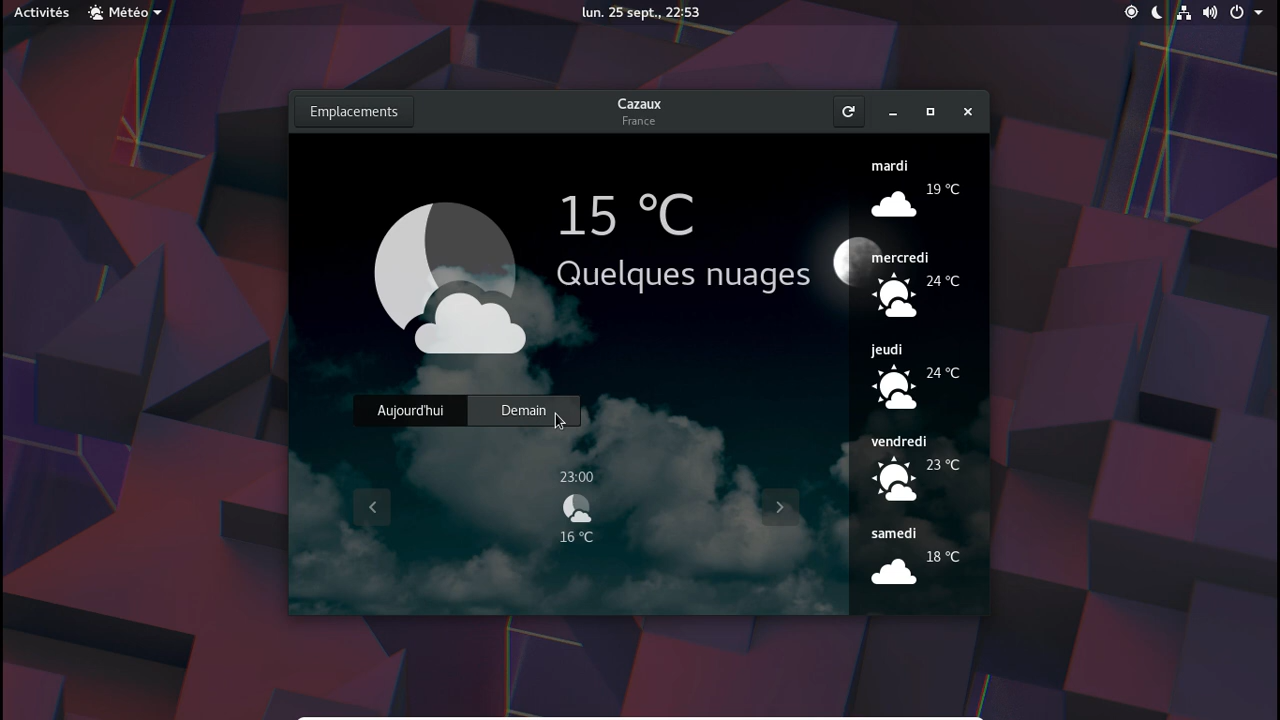 Activités Météo lun. 25 sept., 22:53
Emplacements
Cazaux
France
15 °C
Quelques nuages
Aujourd'hui Demain
23:00
16 °C
mardi
19 °C
mercredi
24 °C
jeudi
24 °C
vendredi
23 °C
samedi
18 °C